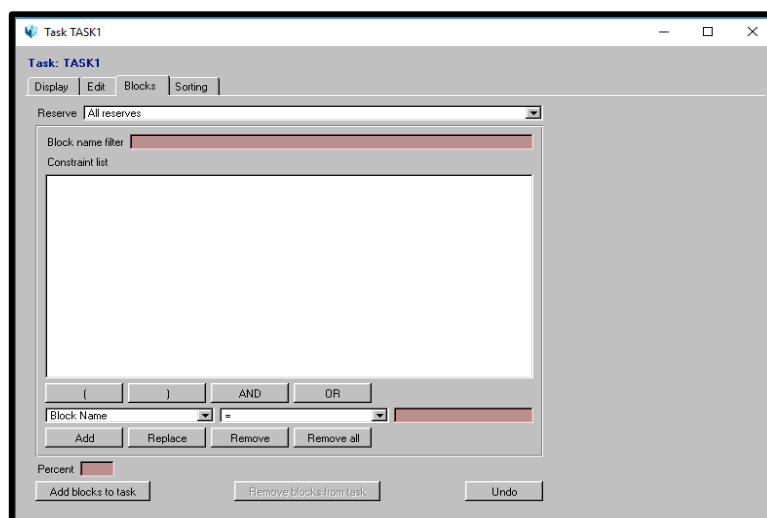 Task TASK1
Task: TASK1
Display Edit Blocks Sorting
Reserve All reserves
Block name filter
Constraint list
( ) AND OR
Block Name =
Add Replace Remove Remove all
Percent
Add blocks to task Remove blocks from task Undo